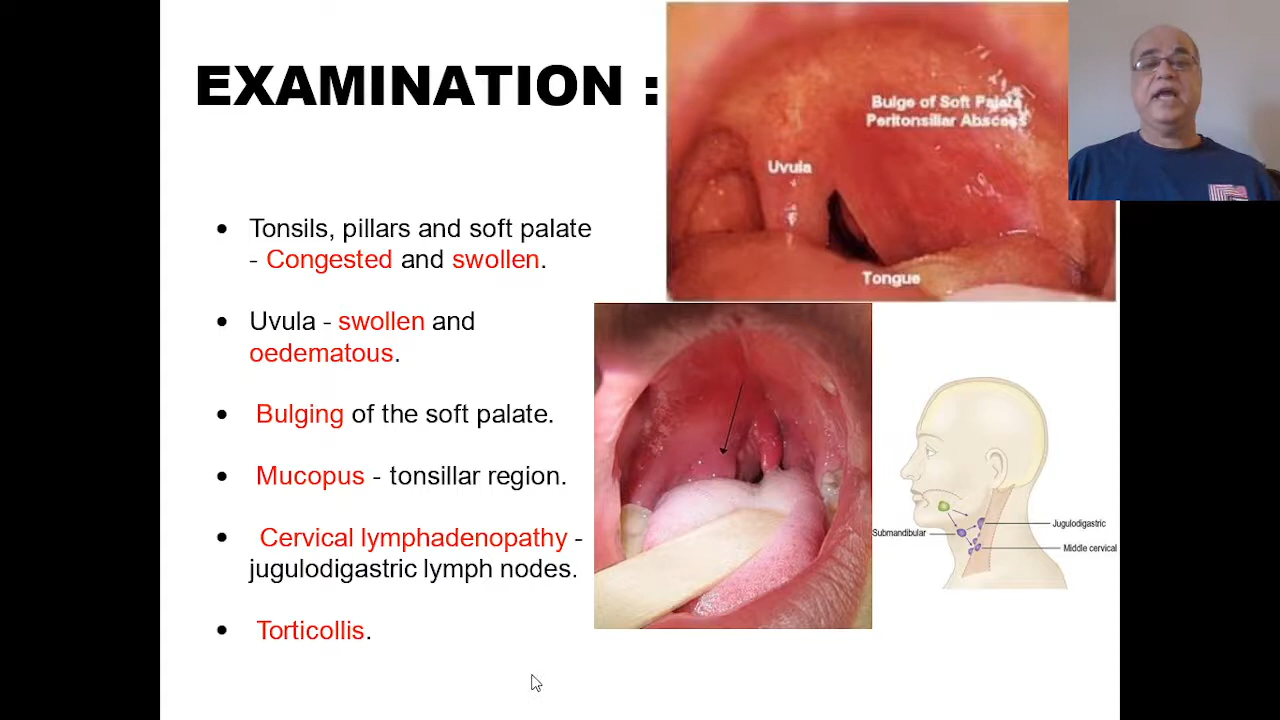 EXAMINATION :
• Tonsils, pillars and soft palate
- Congested and swollen.
• Uvula - swollen and
oedematous.
• Bulging of the soft palate.
• Mucopus - tonsillar region.
• Cervical lymphadenopathy -
jugulodigastric lymph nodes.
• Torticollis.
Bulge of Soft Palate
Peritonsillar Abscess
Uvula
Tongue
Jugulodigastric
Submandibular
Middle cervical